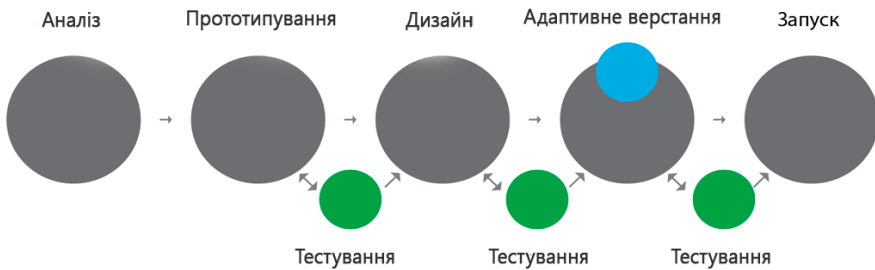 Аналіз
Прототипування
Дизайн
Адаптивне верстання
Запуск
Тестування
Тестування
Тестування